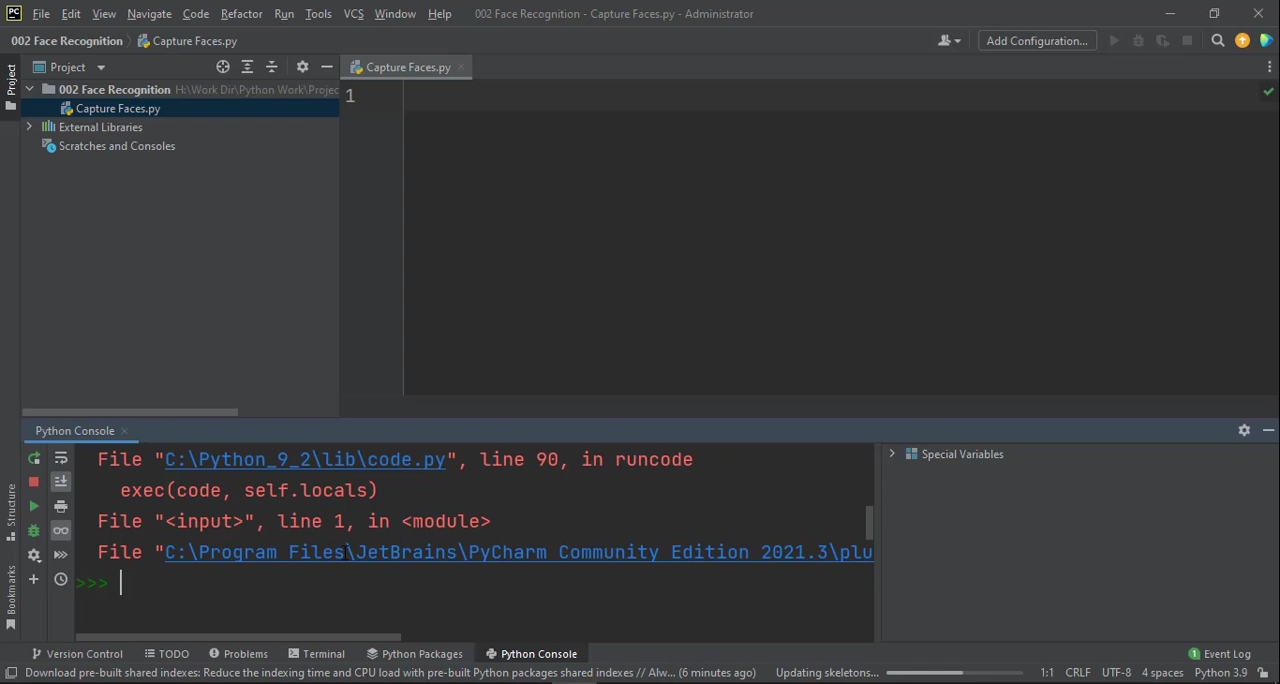 PC File Edit View Navigate Code Refactor Run Tools VCS Window Help 002 Face Recognition - Capture Faces.py - Administrator
002 Face Recognition Capture Faces.py Add Configuration...
Project
Project
Capture Faces.py
002 Face Recognition H:\Work Dir\Python Work\Projec
Capture Faces.py
External Libraries
Scratches and Consoles
1
Python Console
File "C:\Python_9_2\lib\code.py", line 90, in runcode
exec(code, self.locals)
File "<input>", line 1, in <module>
File "C:\Program Files\JetBrains\PyCharm Community Edition 2021.3\plu
>>>
Special Variables
Structure
Bookmarks
Version Control TODO Problems Terminal Python Packages Python Console 1 Event Log
Download pre-built shared indexes: Reduce the indexing time and CPU load with pre-built Python packages shared indexes // Alw... (6 minutes ago) Updating skeletons... 1:1 CRLF UTF-8 4 spaces Python 3.9